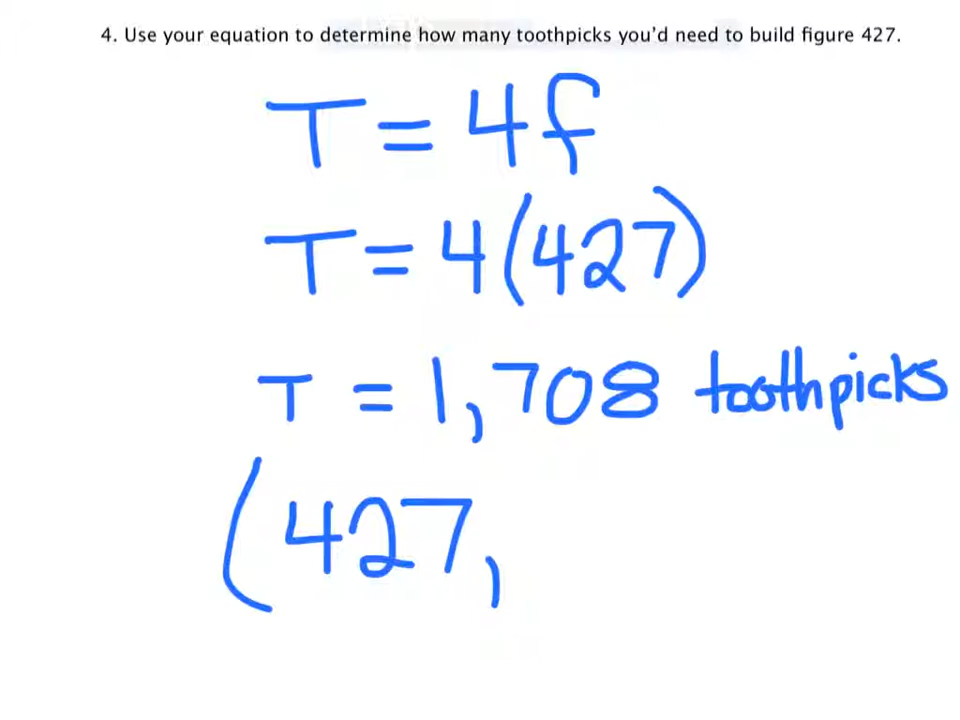 4. Use your equation to determine how many toothpicks you'd need to build figure 427.
T = 4f
T = 4(427)
T = 1,708 toothpicks
(427,